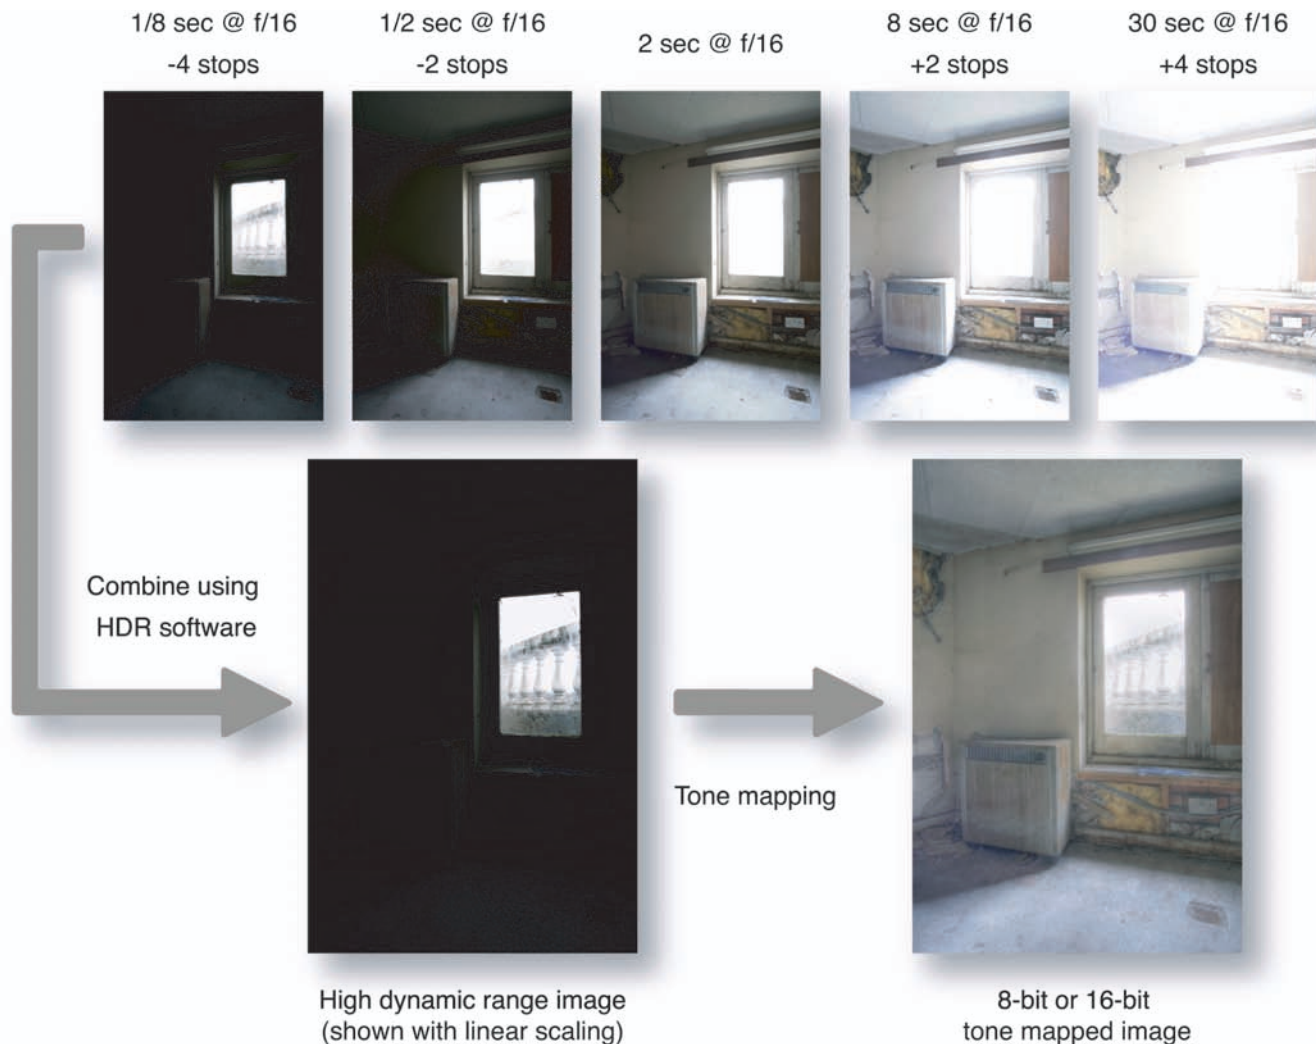 1/8 sec @ f/16
-4 stops
1/2 sec @ f/16
-2 stops
2 sec @ f/16
8 sec @ f/16
+2 stops
30 sec @ f/16
+4 stops
Combine using
HDR software
Tone mapping
High dynamic range image
(shown with linear scaling)
8-bit or 16-bit
tone mapped image